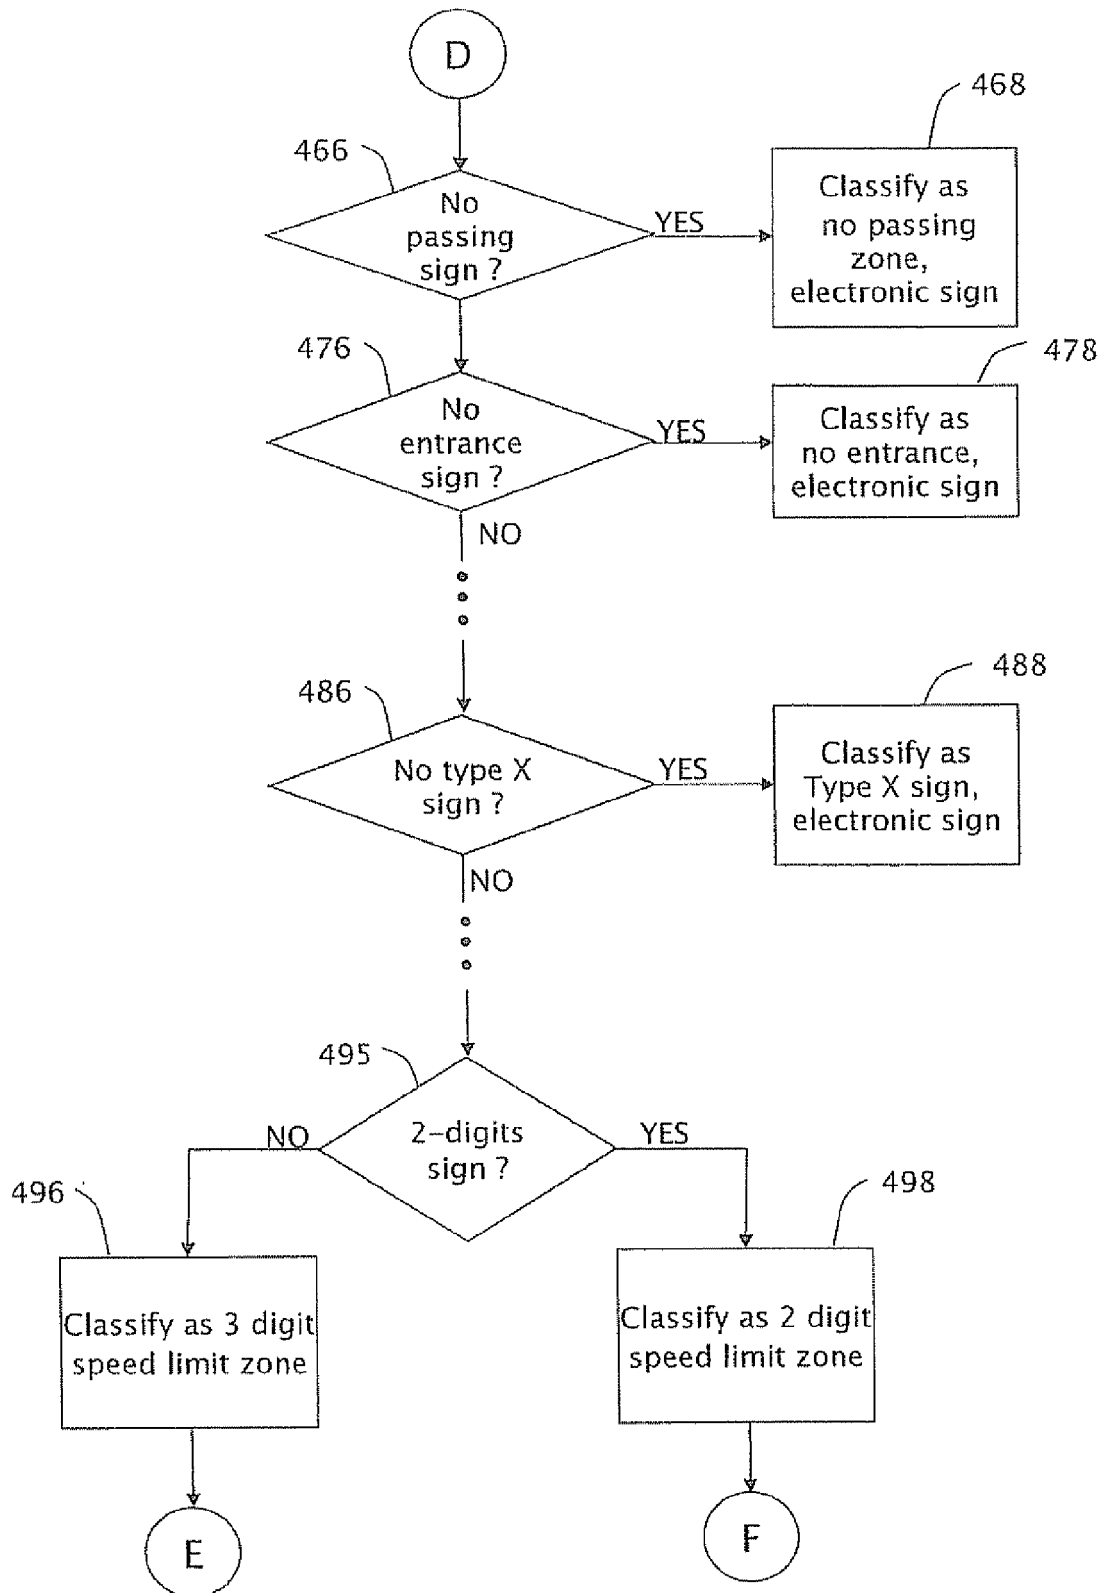 D
468
466
No
passing
sign ?
YES
Classify as
no passing
zone,
electronic sign
476
478
No
entrance
sign ?
YES
Classify as
no entrance,
electronic sign
NO
486
488
No type X
sign ?
YES
Classify as
Type X sign,
electronic sign
NO
495
2-digits
sign ?
NO
YES
496
498
Classify as 3 digit
speed limit zone
Classify as 2 digit
speed limit zone
E
F